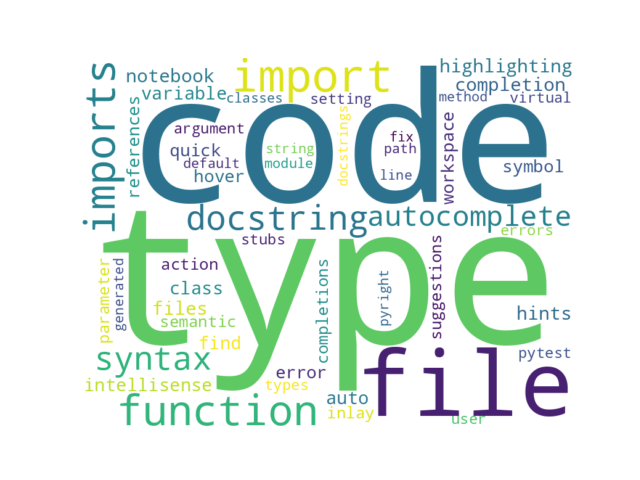 notebook
import
highlighting
variable
classes
setting
completion
method
virtual
imports
references
code
argument
quick
default
hover
string
module
docstrings
fix
path
line
workspace
symbol
docstring
autocomplete
errors
type
stubs
action
class
parameter
generated
files
semantic
find
completions
pyright
suggestions
hints
syntax
intellisense
error
types
file
pytest
function
auto
inlay
user